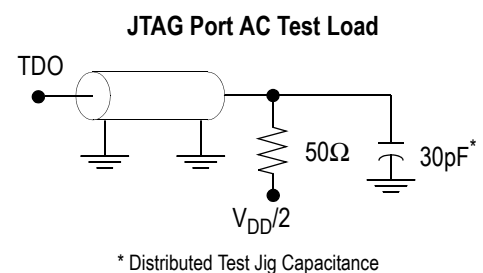 JTAG Port AC Test Load
TDO
50Ω
30pF*
VDD/2
* Distributed Test Jig Capacitance